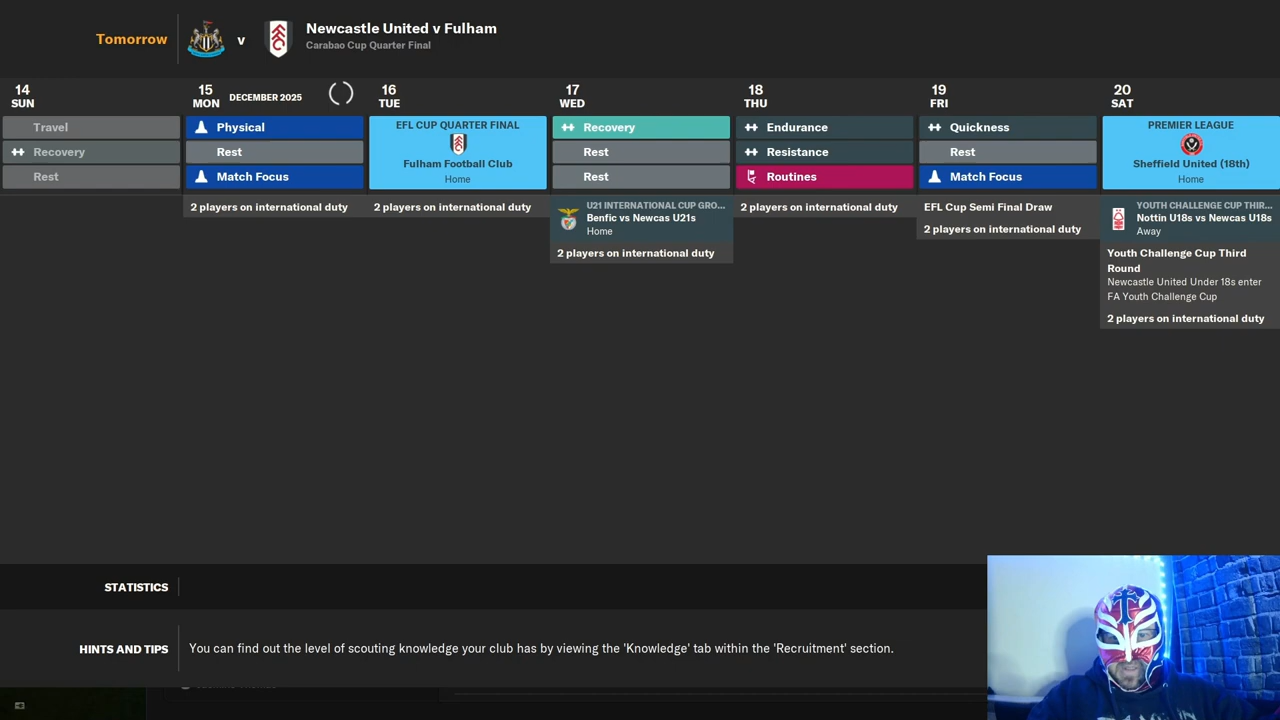 Tomorrow
v
Newcastle United v Fulham
Carabao Cup Quarter Final
14
SUN
Travel
Recovery
Rest
15
MON
DECEMBER 2025
Physical
Rest
Match Focus
2 players on international duty
16
TUE
EFL CUP QUARTER FINAL
Fulham Football Club
Home
2 players on international duty
17
WED
Recovery
Rest
Rest
U21 INTERNATIONAL CUP GRO...
Benfic vs Newcas U21s
Home
2 players on international duty
18
THU
Endurance
Resistance
Routines
2 players on international duty
19
FRI
Quickness
Rest
Match Focus
EFL Cup Semi Final Draw
2 players on international duty
20
SAT
PREMIER LEAGUE
Sheffield United (18th)
Home
YOUTH CHALLENGE CUP THIR...
Nottin U18s vs Newcas U18s
Away
Youth Challenge Cup Third
Round
Newcastle United Under 18s enter
FA Youth Challenge Cup
2 players on international duty
STATISTICS
HINTS AND TIPS
You can find out the level of scouting knowledge your club has by viewing the 'Knowledge' tab within the 'Recruitment' section.